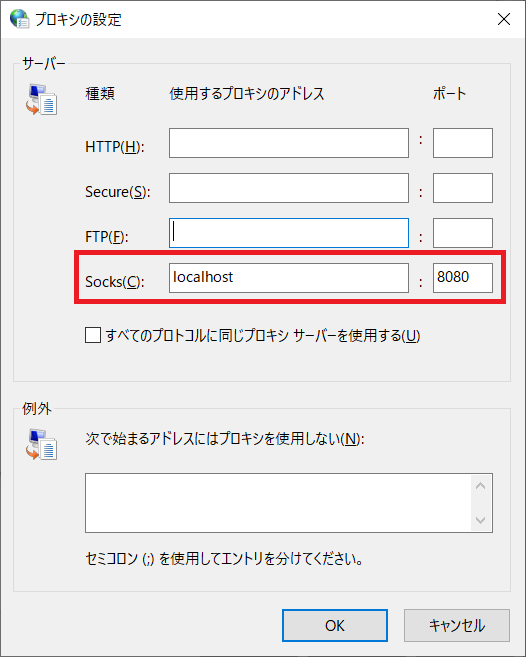 プロキシの設定
サーバー
種類 使用するプロキシのアドレス ポート
HTTP(H): :
Secure(S): :
FTP(F): :
Socks(C): localhost : 8080
すべてのプロトコルに同じプロキシ サーバーを使用する(U)
例外
次で始まるアドレスにはプロキシを使用しない(N):
セミコロン (;) を使用してエントリを分けてください。
OK キャンセル